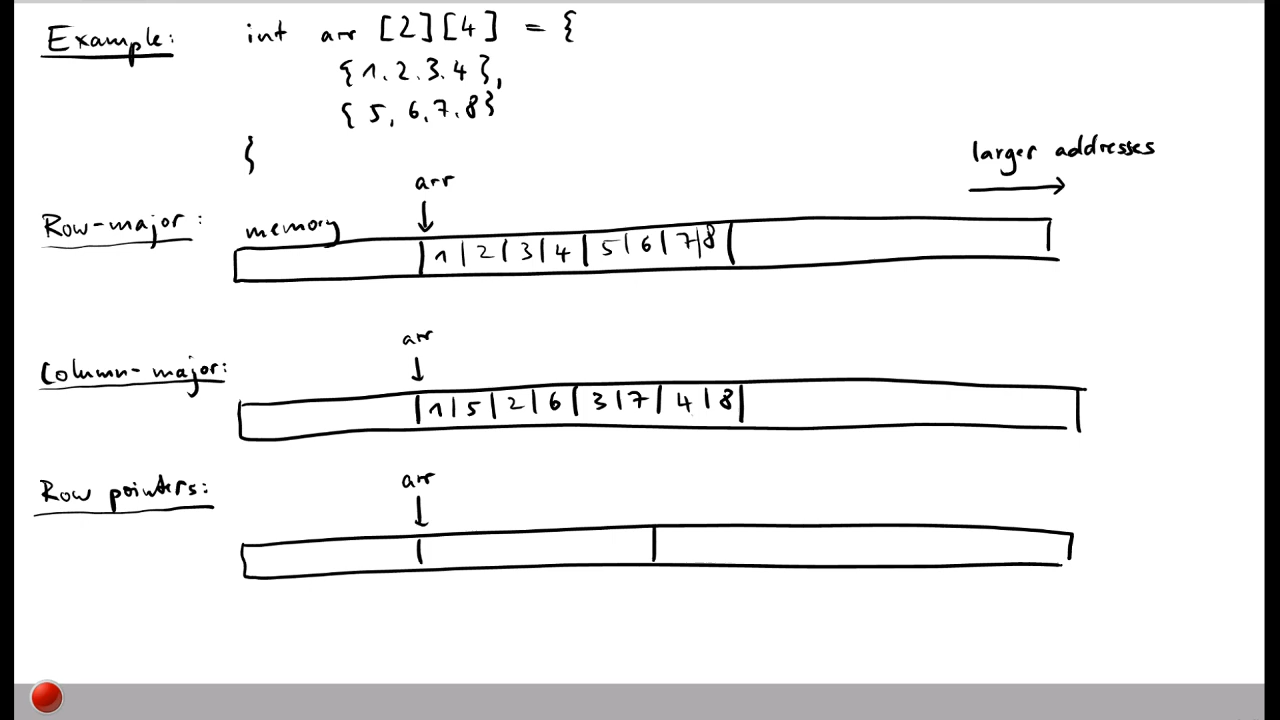 Example: int arr [2][4] = {
{1.2.3.4},
{5, 6.7.8}
}
larger addresses
arr
Row-major: memory
1|2|3|4|5|6|7|8|
arr
Column-major:
|1|5|2|6|3|7|4|8|
arr
Row pointers: